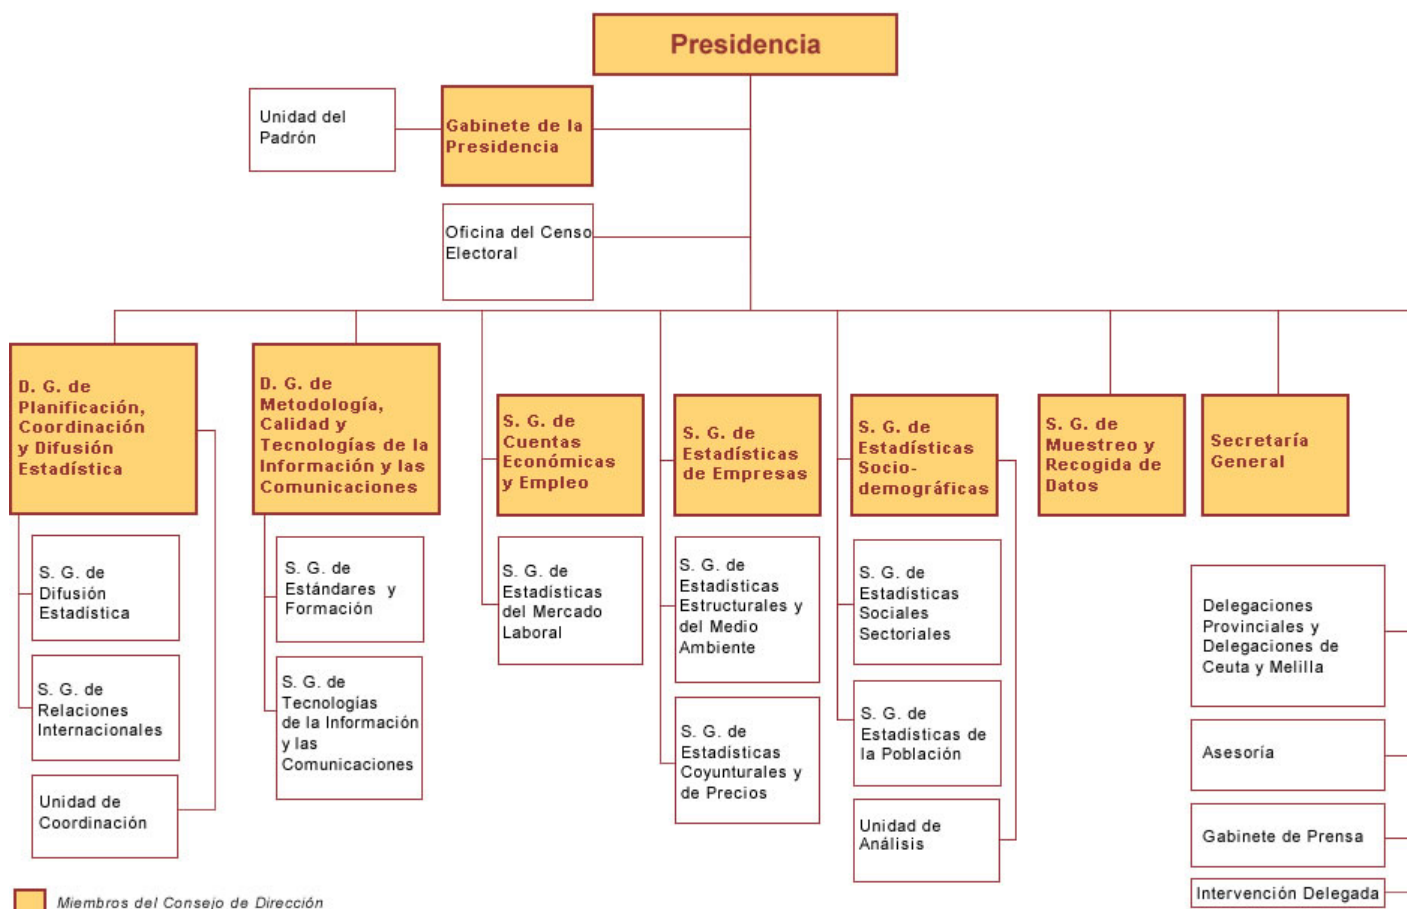 Presidencia
Unidad del
Padrón
Gabinete de la
Presidencia
Oficina del Censo
Electoral
D. G. de
Planificación,
Coordinación
y Difusión
Estadística
D. G. de
Metodología,
Calidad y
Tecnologías de la
Información y las
Comunicaciones
S. G. de
Cuentas
Económicas
y Empleo
S. G. de
Estadísticas
de Empresas
S. G. de
Estadísticas
Socio-
demográficas
S. G. de
Muestreo y
Recogida de
Datos
Secretaría
General
S. G. de
Difusión
Estadística
S. G. de
Relaciones
Internacionales
Unidad de
Coordinación
S. G. de
Estándares y
Formación
S. G. de
Tecnologías
de la Información
y las
Comunicaciones
S. G. de
Estadísticas
del Mercado
Laboral
S. G. de
Estadísticas
Estructurales y
del Medio
Ambiente
S. G. de
Estadísticas
Coyunturales y
de Precios
S. G. de
Estadísticas
Sociales
Sectoriales
S. G. de
Estadísticas de
la Población
Unidad de
Análisis
Delegaciones
Provinciales y
Delegaciones de
Ceuta y Melilla
Asesoría
Gabinete de Prensa
Intervención Delegada
Miembros del Consejo de Dirección